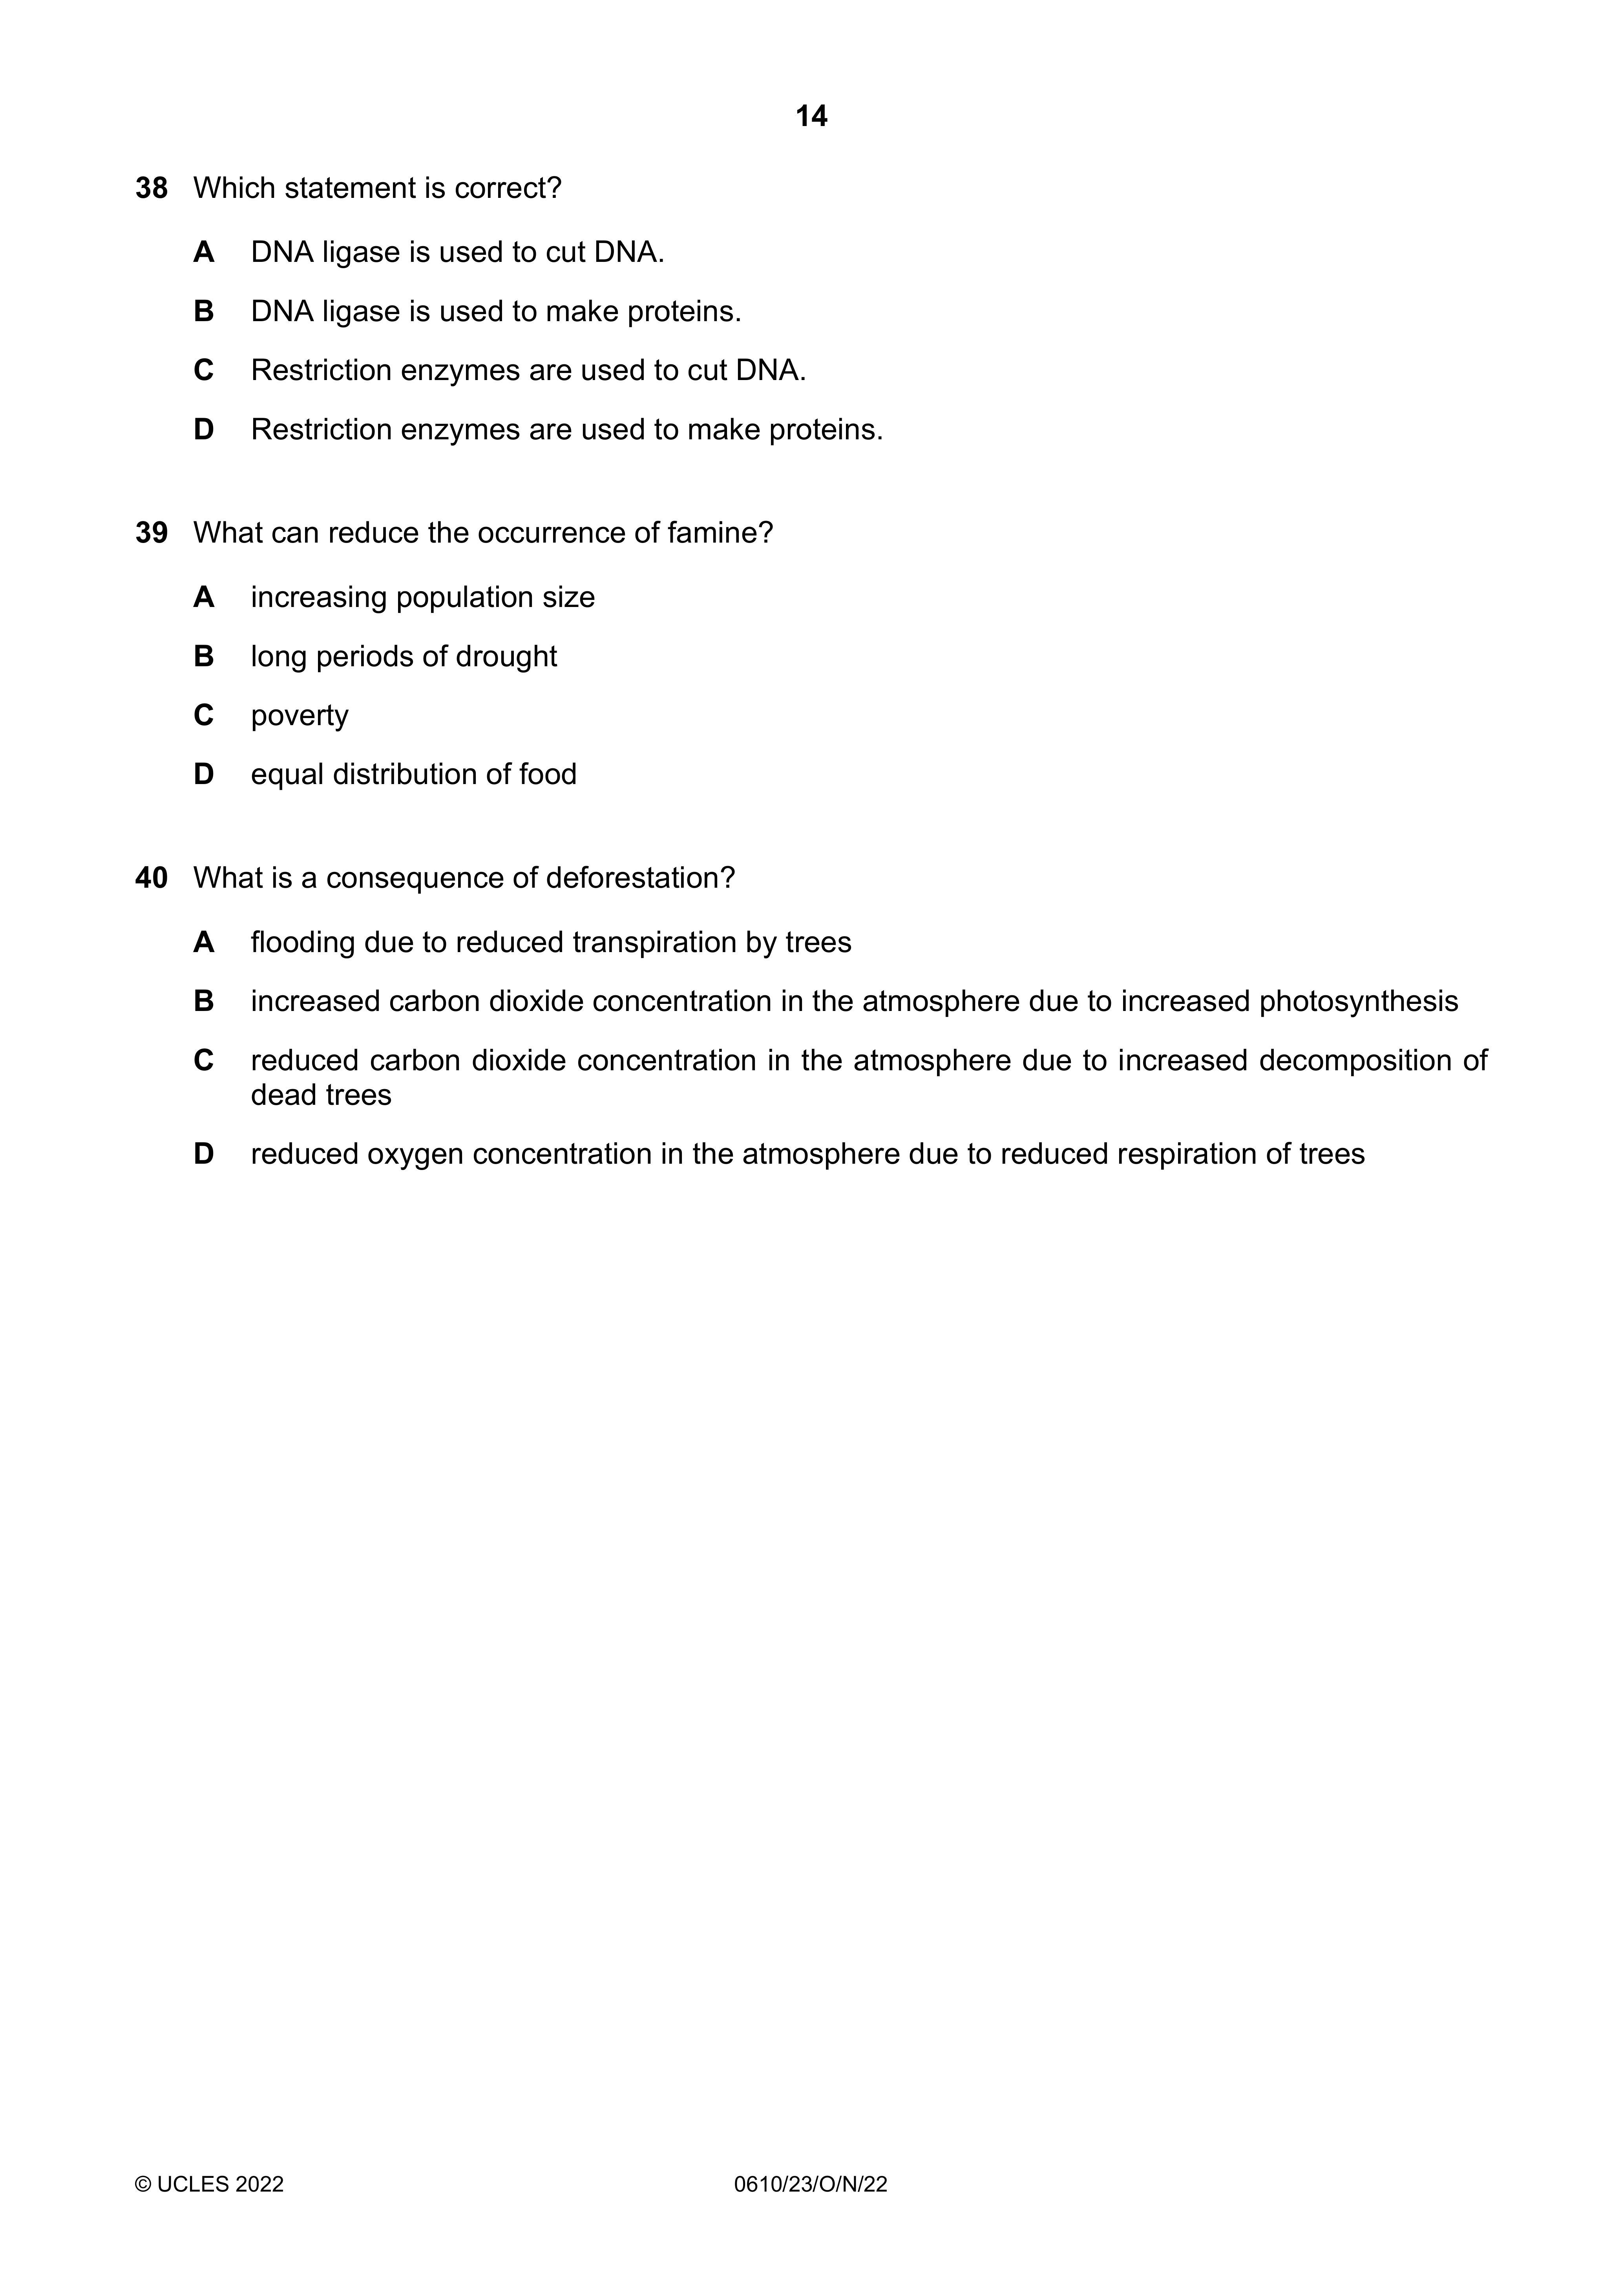 14
38 Which statement is correct?
A DNA ligase is used to cut DNA.
B DNA ligase is used to make proteins.
C Restriction enzymes are used to cut DNA.
D Restriction enzymes are used to make proteins.
39 What can reduce the occurrence of famine?
A increasing population size
B long periods of drought
C poverty
D equal distribution of food
40 What is a consequence of deforestation?
A flooding due to reduced transpiration by trees
B increased carbon dioxide concentration in the atmosphere due to increased photosynthesis
C reduced carbon dioxide concentration in the atmosphere due to increased decomposition of
dead trees
D reduced oxygen concentration in the atmosphere due to reduced respiration of trees
© UCLES 2022 0610/23/O/N/22